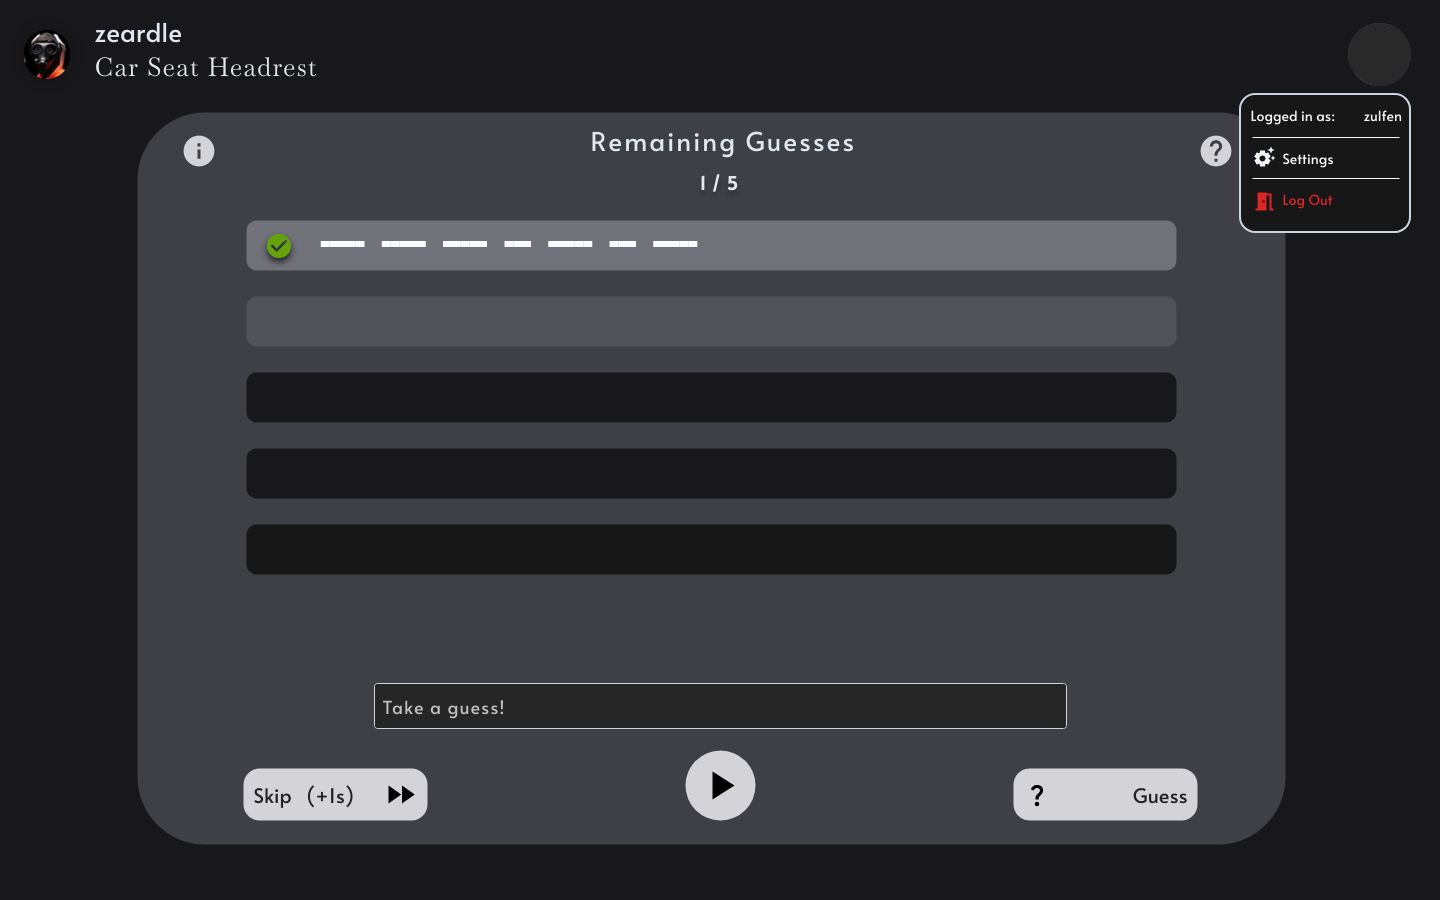 zeardle
Car Seat Headrest
Logged in as: zulfen
Settings
Log Out
Remaining Guesses
1 / 5
Take a guess!
Skip (+1s)
? Guess